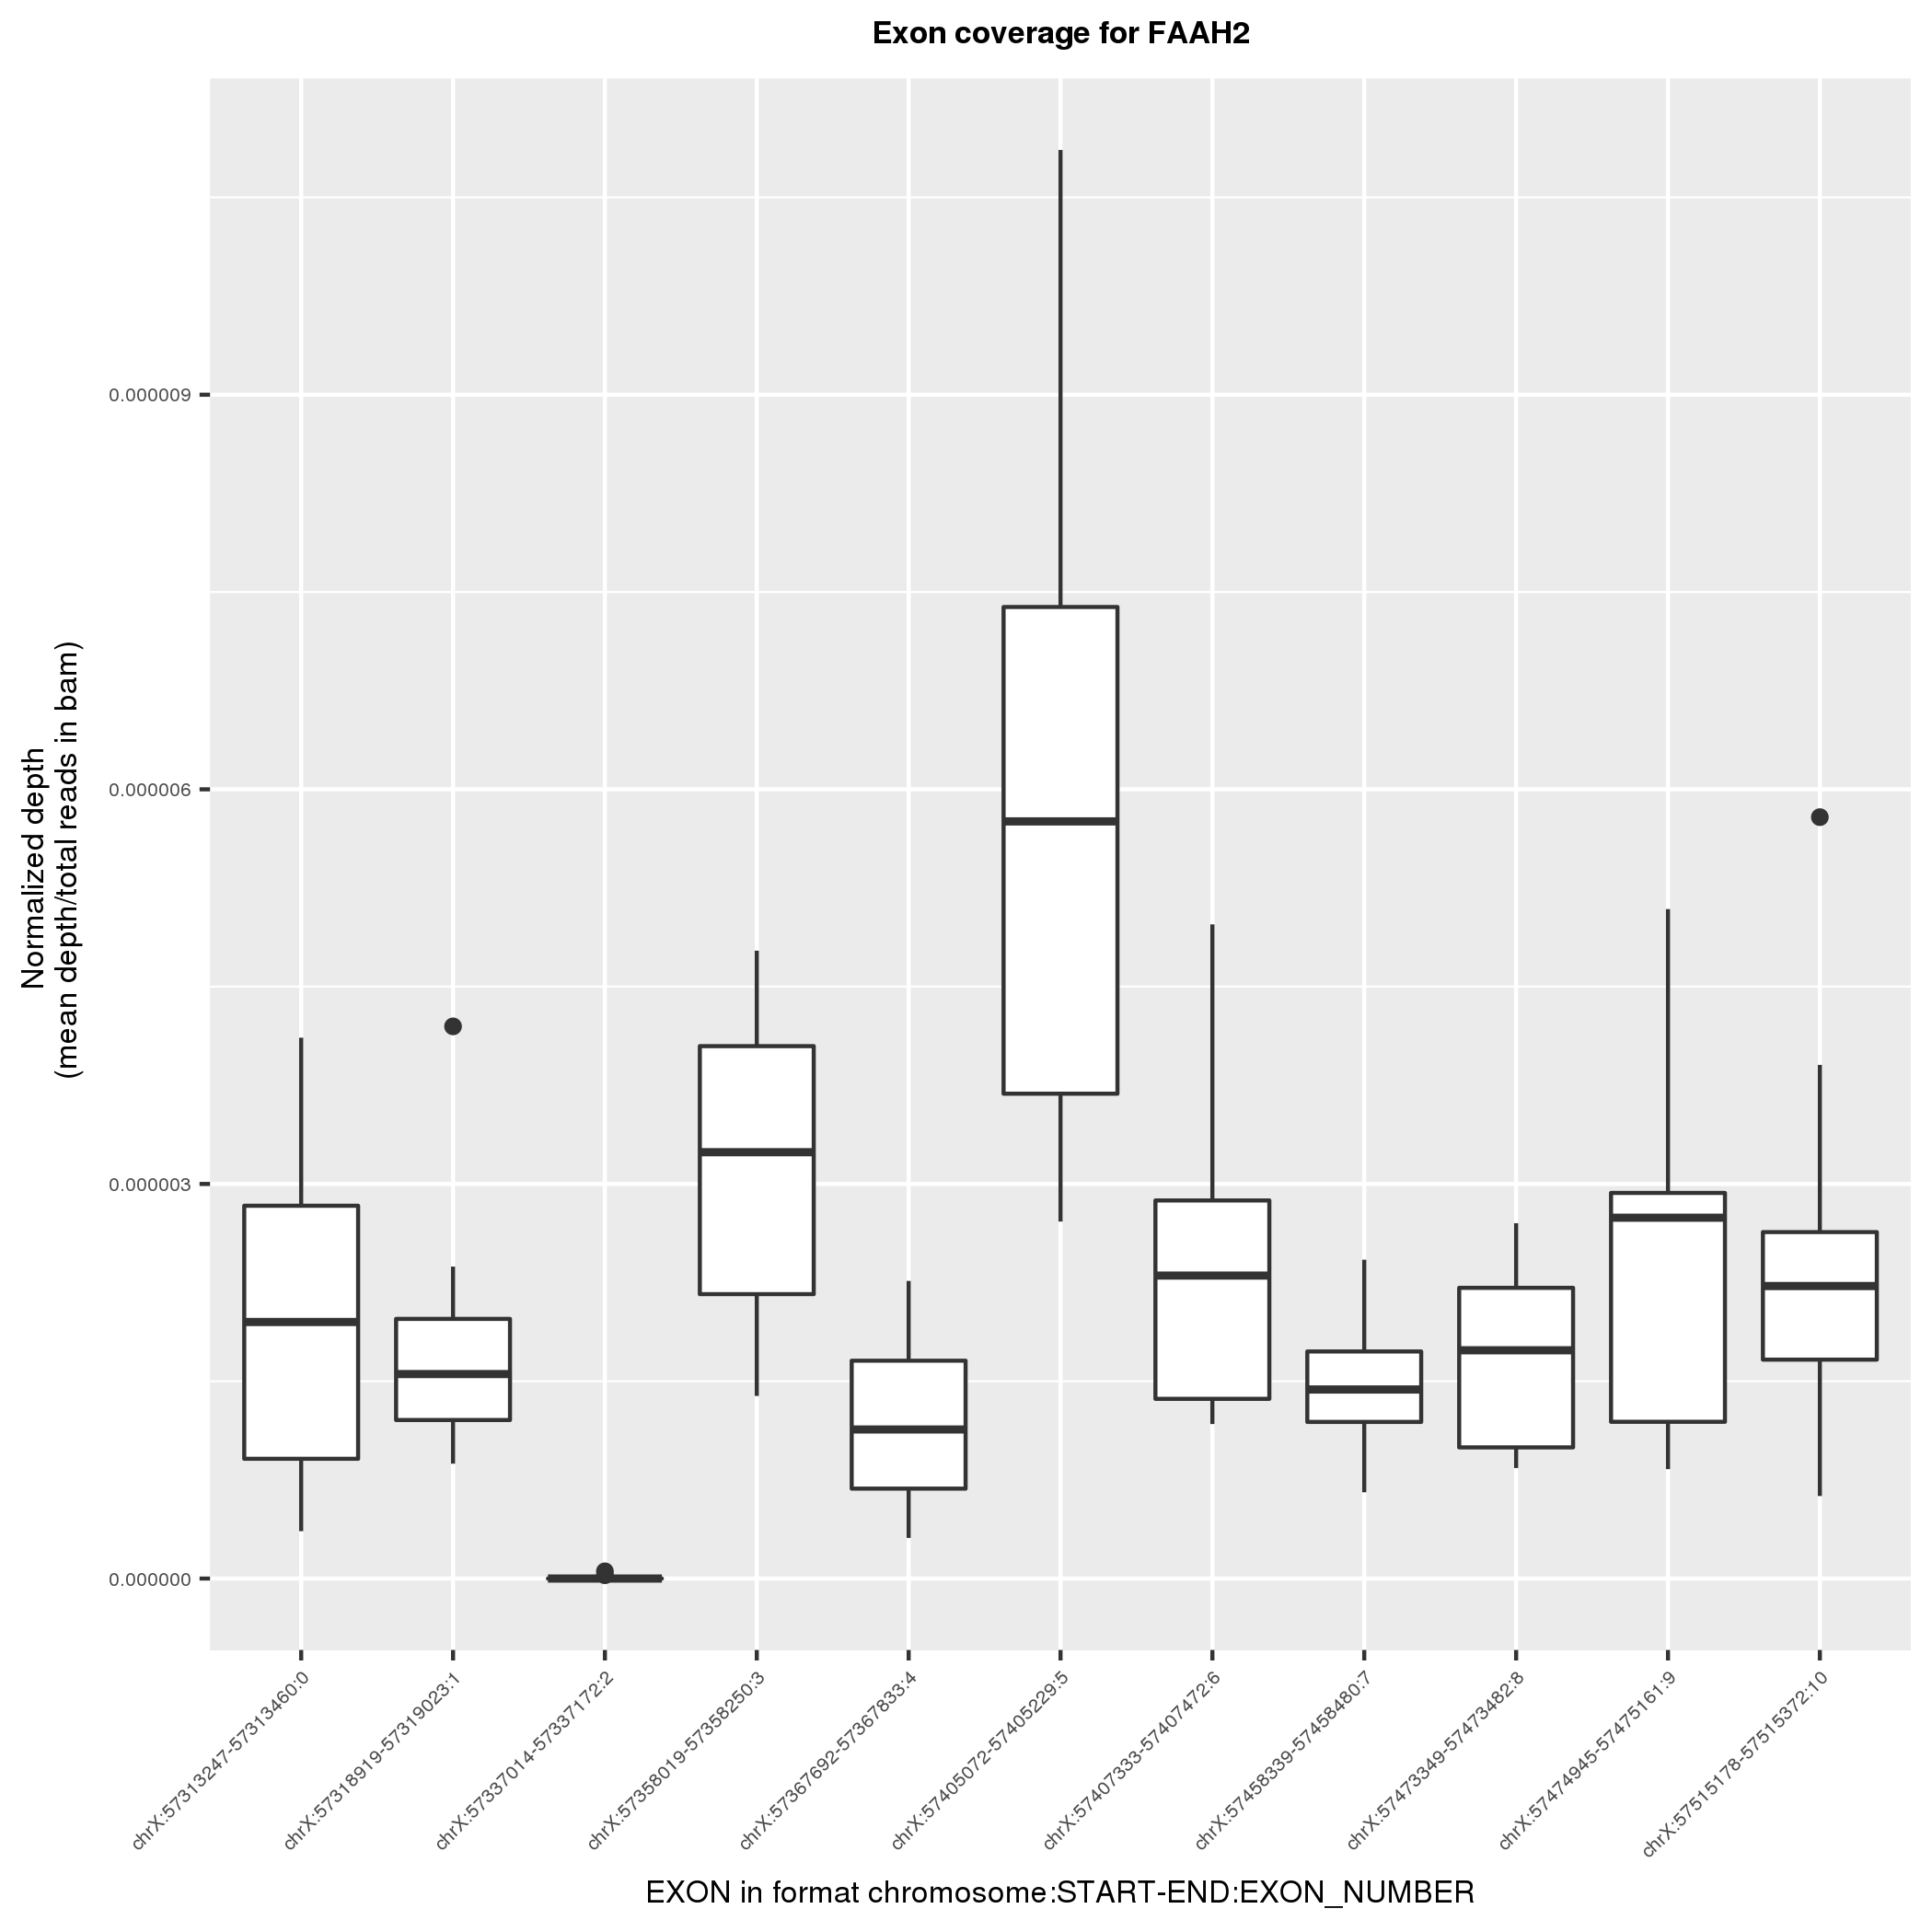 Exon coverage for FAAH2
Normalized depth
(mean depth/total reads in bam)
0.000009
0.000006
0.000003
0.000000
chrX:57313247-57313460:0
chrX:57318919-57319023:1
chrX:57337014-57337172:2
chrX:57358019-57358250:3
chrX:57367692-57367833:4
chrX:57405072-57405229:5
chrX:57407333-57407472:6
chrX:57458339-57458480:7
chrX:57473349-57473482:8
chrX:57474945-57475161:9
chrX:57515178-57515372:10
EXON in format chromosome:START-END:EXON_NUMBER